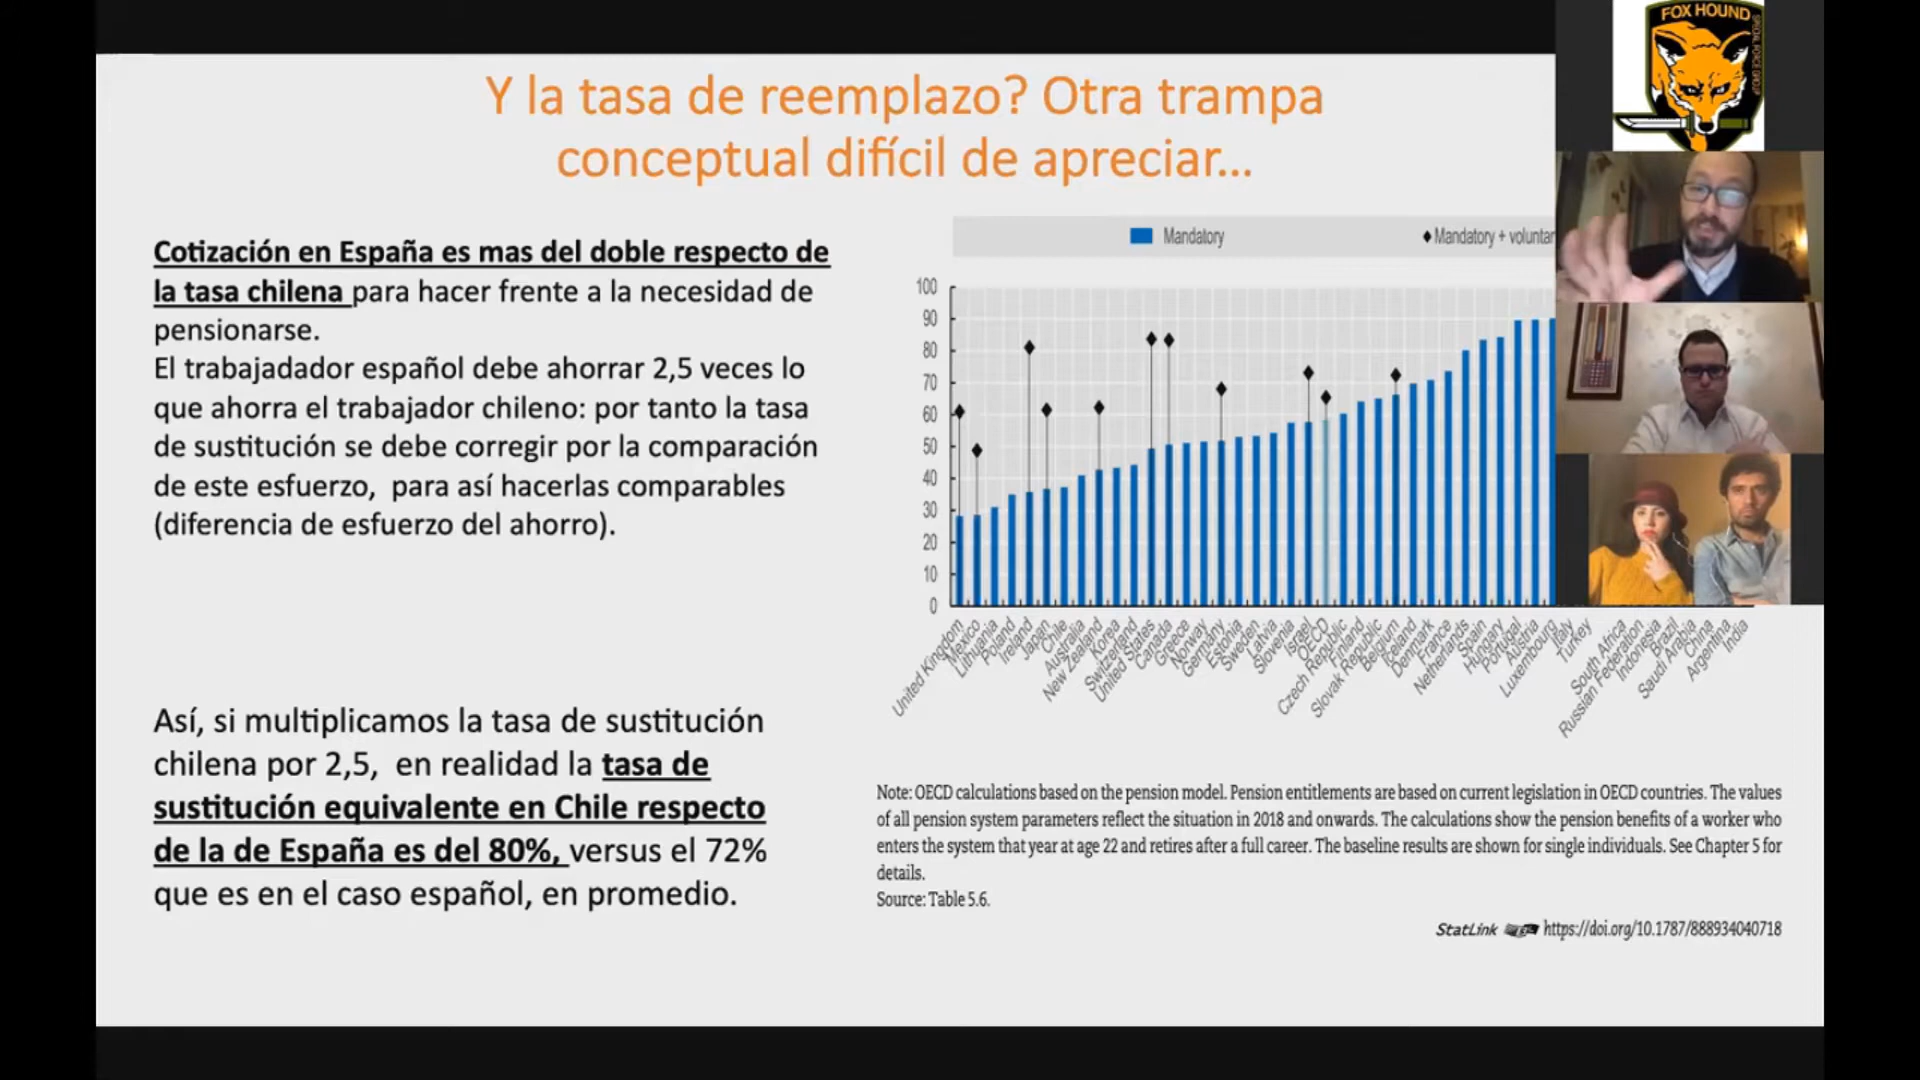 Y la tasa de reemplazo? Otra trampa
conceptual difícil de apreciar...
Cotización en España es mas del doble respecto de
la tasa chilena para hacer frente a la necesidad de
pensionarse.
El trabajadador español debe ahorrar 2,5 veces lo
que ahorra el trabajador chileno: por tanto la tasa
de sustitución se debe corregir por la comparación
de este esfuerzo, para así hacerlas comparables
(diferencia de esfuerzo del ahorro).
Así, si multiplicamos la tasa de sustitución
chilena por 2,5, en realidad la tasa de
sustitución equivalente en Chile respecto
de la de España es del 80%, versus el 72%
que es en el caso español, en promedio.
Mandatory
Mandatory + voluntar
100
90
80
70
60
50
40
30
20
10
0
United Kingdom
Mexico
Lithuania
Poland
Ireland
Japan
Chile
Australia
New Zealand
Korea
Switzerland
United States
Canada
Greece
Norway
Germany
Estonia
Sweden
Latvia
Slovenia
Israel
OECD
Czech Republic
Finland
Slovak Republic
Belgium
Iceland
Denmark
France
Netherlands
Spain
Hungary
Portugal
Austria
Luxembourg
Italy
Turkey
South Africa
Russian Federation
Indonesia
Brazil
Saudi Arabia
China
Argentina
India
Note: OECD calculations based on the pension model. Pension entitlements are based on current legislation in OECD countries. The values
of all pension system parameters reflect the situation in 2018 and onwards. The calculations show the pension benefits of a worker who
enters the system that year at age 22 and retires after a full career. The baseline results are shown for single individuals. See Chapter 5 for
details.
Source: Table 5.6.
StatLink https://doi.org/10.1787/888934040718
FOX HOUND
SPECIAL FORCE GROUP